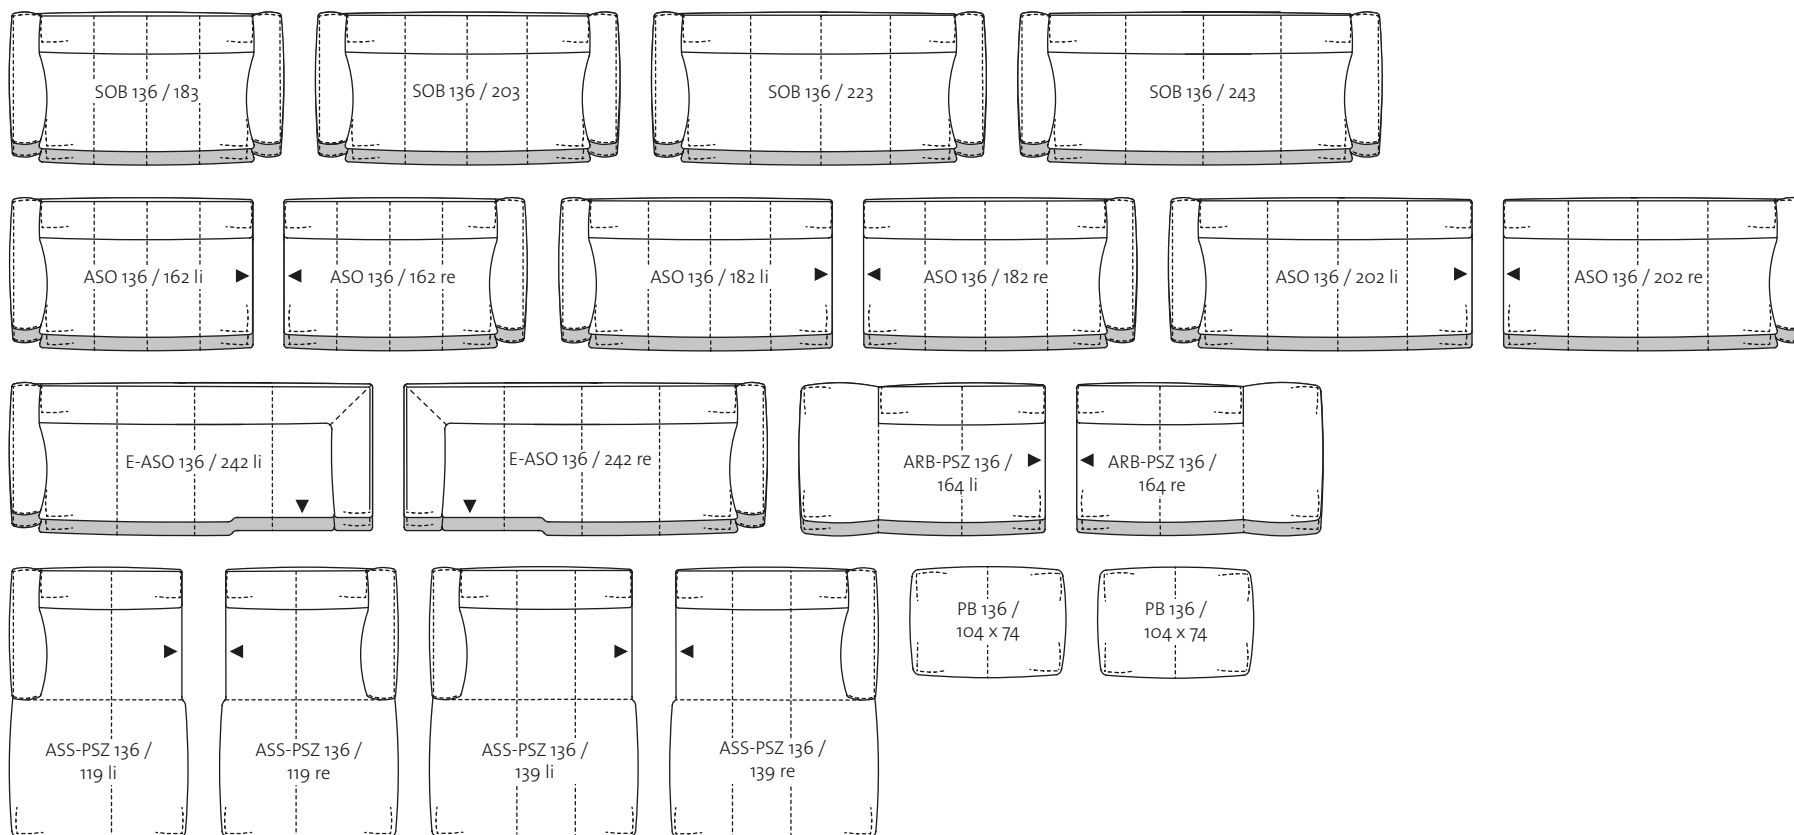 SOB 136 / 183
SOB 136 / 203
SOB 136 / 223
SOB 136 / 243
ASO 136 / 162 li
ASO 136 / 162 re
ASO 136 / 182 li
ASO 136 / 182 re
ASO 136 / 202 li
ASO 136 / 202 re
E-ASO 136 / 242 li
E-ASO 136 / 242 re
ARB-PSZ 136 /
164 li
ARB-PSZ 136 /
164 re
ASS-PSZ 136 /
119 li
ASS-PSZ 136 /
119 re
ASS-PSZ 136 /
139 li
ASS-PSZ 136 /
139 re
PB 136 /
104 x 74
PB 136 /
104 x 74